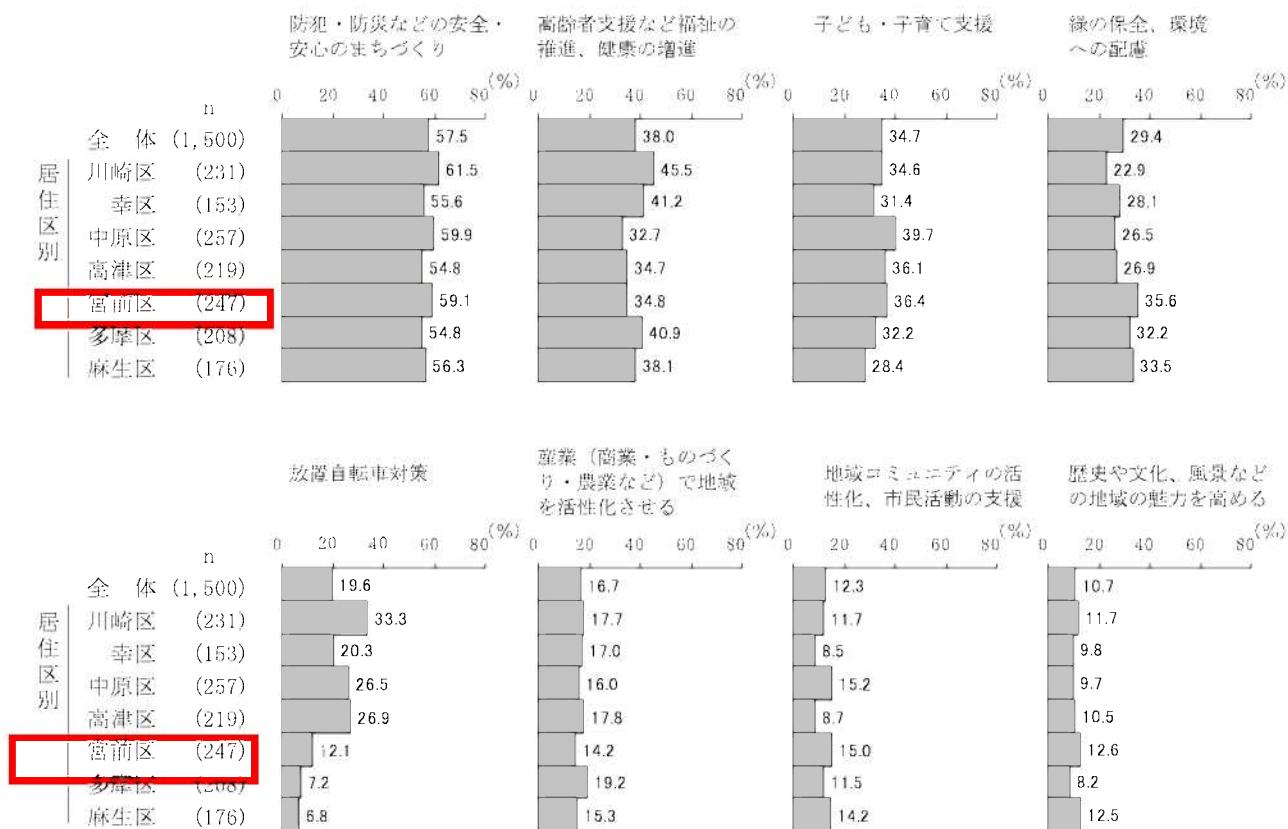 防犯・防災などの安全・ 高齢者支援など福祉の 子ども・子育て支援 緑の保全、環境
安心のまちづくり 推進、健康の増進 への配慮
0 20 40 60 80(%) 0 20 40 60 80(%) 0 20 40 60 80(%) 0 20 40 60 80(%)
n
全 体 (1,500) 57.5 38.0 34.7 29.4
居住区別
川崎区 (231) 61.5 45.5 34.6 22.9
幸区 (153) 55.6 41.2 31.4 28.1
中原区 (257) 59.9 32.7 39.7 26.5
高津区 (219) 54.8 34.7 36.1 26.9
宮前区 (247) 59.1 34.8 36.4 35.6
多摩区 (208) 54.8 40.9 32.2 32.2
麻生区 (176) 56.3 38.1 28.4 33.5
放置自転車対策 産業(商業・ものづく 地域コミュニティの活 歴史や文化、風景など
り・農業など)で地域 性化、市民活動の支援 の地域の魅力を高める
を活性化させる
0 20 40 60 80(%) 0 20 40 60 80(%) 0 20 40 60 80(%) 0 20 40 60 80(%)
n
全 体 (1,500) 19.6 16.7 12.3 10.7
居住区別
川崎区 (231) 33.3 17.7 11.7 11.7
幸区 (153) 20.3 17.0 8.5 9.8
中原区 (257) 26.5 16.0 15.2 9.7
高津区 (219) 26.9 17.8 8.7 10.5
宮前区 (247) 12.1 14.2 15.0 12.6
多摩区 (208) 7.2 19.2 11.5 8.2
麻生区 (176) 6.8 15.3 14.2 12.5